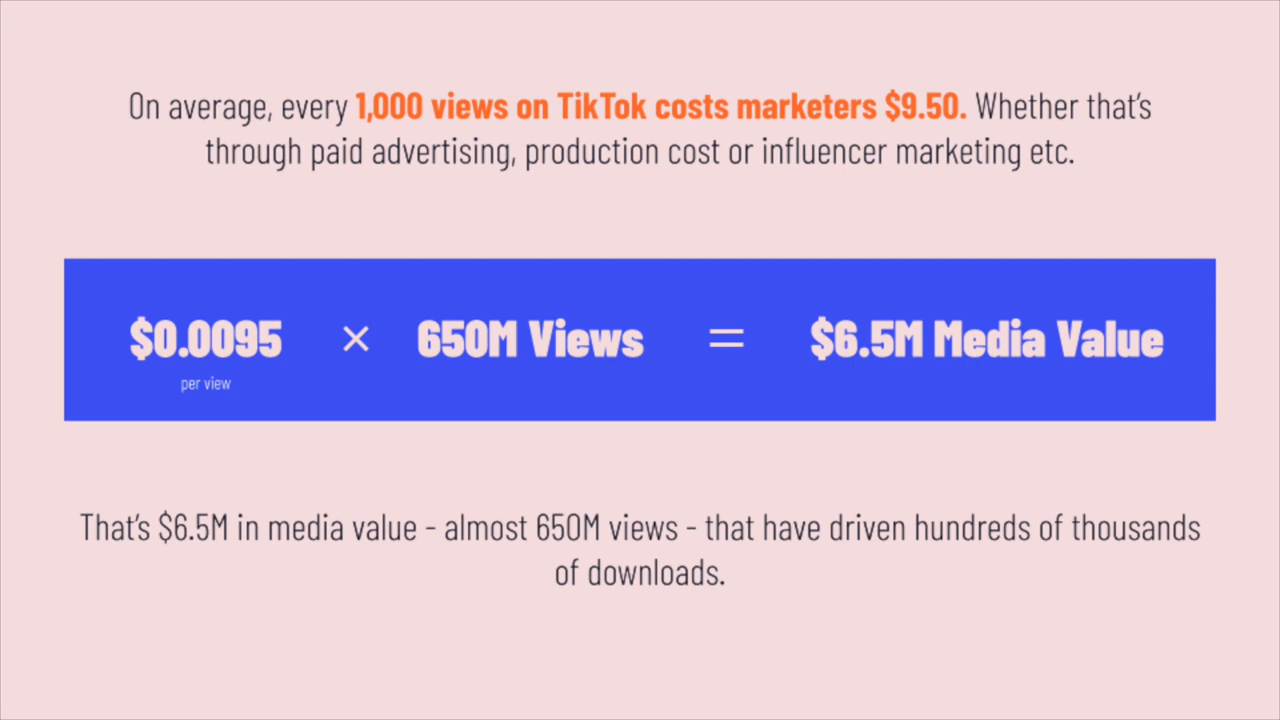 On average, every 1,000 views on TikTok costs marketers $9.50. Whether that's
through paid advertising, production cost or influencer marketing etc.
$0.0095 × 650M Views = $6.5M Media Value
per view
That's $6.5M in media value - almost 650M views - that have driven hundreds of thousands
of downloads.